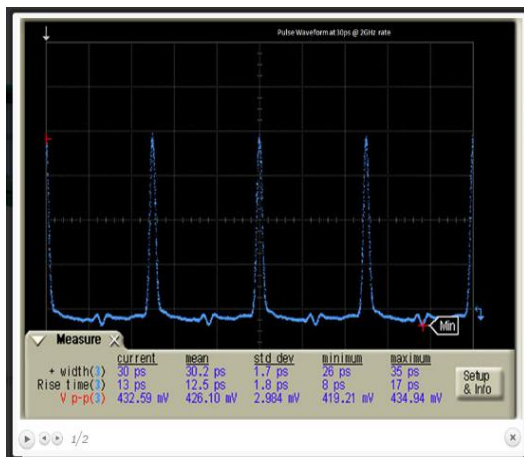 Pulse Waveform at 30ps @ 2GHz rate
Min
Measure
current mean std dev minimum maximum
+ width(3) 30 ps 30.2 ps 1.7 ps 26 ps 35 ps
Rise time(3) 13 ps 12.5 ps 1.8 ps 8 ps 17 ps
V p-p(3) 432.59 mV 426.10 mV 2.984 mV 419.21 mV 434.94 mV
Setup
& Info
1/2